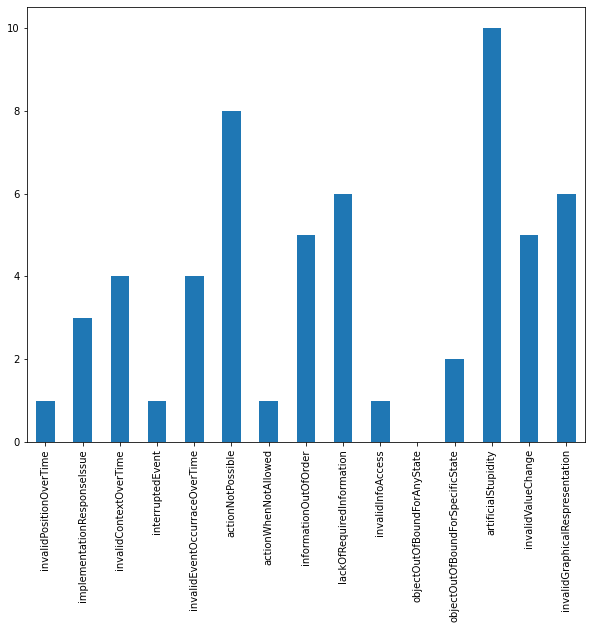 10
8
6
4
2
0
invalidPositionOverTime
implementationResponseIssue
invalidContextOverTime
interruptedEvent
invalidEventOccurraceOverTime
actionNotPossible
actionWhenNotAllowed
informationOutOfOrder
lackOfRequiredInformation
invalidInfoAccess
objectOutOfBoundForAnyState
objectOutOfBoundForSpecificState
artificialStupidity
invalidValueChange
invalidGraphicalRespresentation